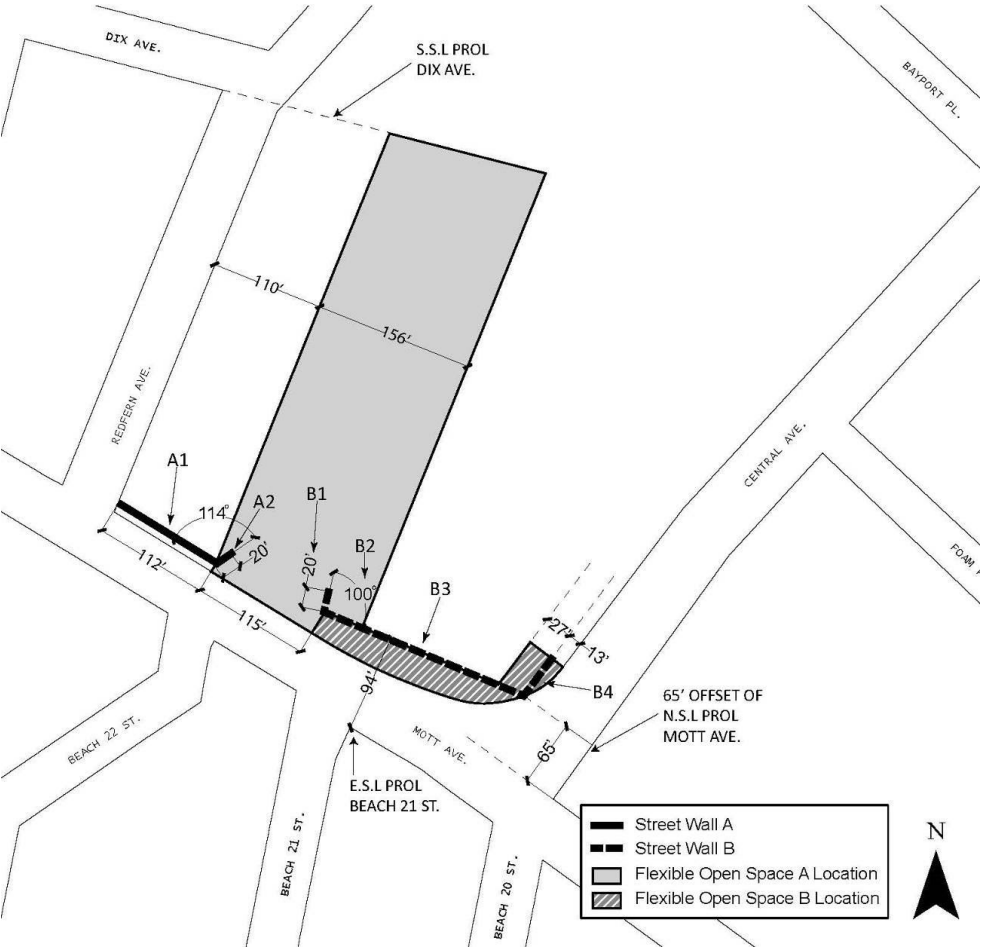 DIX AVE.
S.S.L PROL
DIX AVE.
BAYPORT PL.
110'
156'
REDFERN AVE.
CENTRAL AVE.
A1
A2
B1
114°
20'
20'
B2
100°
B3
FOAM
112'
115'
27'
13'
B4
94'
65' OFFSET OF
N.S.L PROL
MOTT AVE.
MOTT AVE.
65'
BEACH 22 ST.
E.S.L PROL
BEACH 21 ST.
BEACH 21 ST.
BEACH 20 ST.
Street Wall A
Street Wall B
Flexible Open Space A Location
Flexible Open Space B Location
N